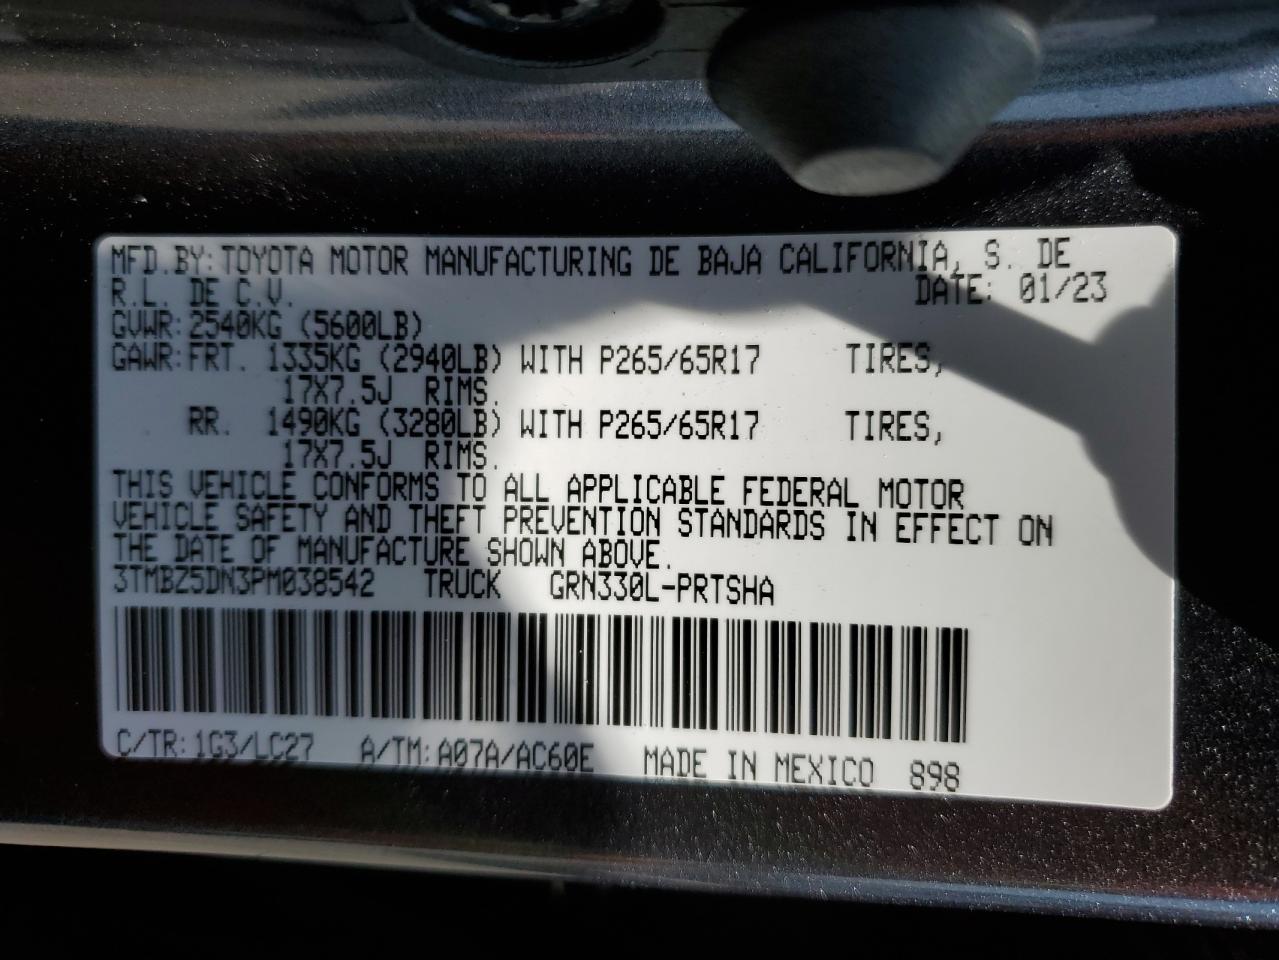 MFD.BY:TOYOTA MOTOR MANUFACTURING DE BAJA CALIFORNIA, S. DE
R.L. DE C.V. DATE: 01/23
GVWR:2540KG (5600LB)
GAWR:FRT. 1335KG (2940LB) WITH P265/65R17 TIRES,
17X7.5J RIMS.
RR. 1490KG (3280LB) WITH P265/65R17 TIRES,
17X7.5J RIMS.
THIS VEHICLE CONFORMS TO ALL APPLICABLE FEDERAL MOTOR
VEHICLE SAFETY AND THEFT PREVENTION STANDARDS IN EFFECT ON
THE DATE OF MANUFACTURE SHOWN ABOVE.
3TMBZ5DN3PM038542 TRUCK GRN330L-PRTSHA
C/TR:1G3/LC27 A/TM:A07A/AC60E MADE IN MEXICO 898